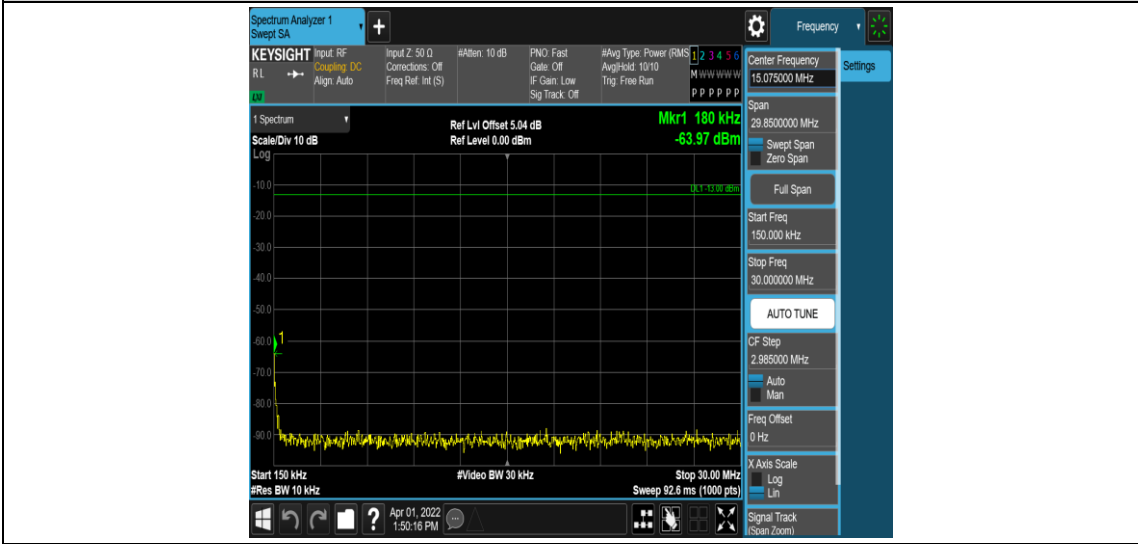 Spectrum Analyzer 1
Swept SA
+
Frequency
KEYSIGHT
RL
LXI
Input: RF
Coupling: DC
Align: Auto
Input Z: 50 Ω
Corrections: Off
Freq Ref: Int (S)
#Atten: 10 dB
PNO: Fast
Gate: Off
IF Gain: Low
Sig Track: Off
#Avg Type: Power (RMS
Avg|Hold: 10/10
Trig: Free Run
1 2 3 4 5 6
M W W W W W
P P P P P P
1 Spectrum
Scale/Div 10 dB
Log
Ref Lvl Offset 5.04 dB
Ref Level 0.00 dBm
Mkr1 180 kHz
-63.97 dBm
DL1 -13.00 dBm
-10.0
-20.0
-30.0
-40.0
-50.0
-60.0
1
-70.0
-80.0
-90.0
Start 150 kHz
#Video BW 30 kHz
Stop 30.00 MHz
#Res BW 10 kHz
Sweep 92.6 ms (1000 pts)
?
Apr 01, 2022
1:50:16 PM
Center Frequency
15.075000 MHz
Settings
Span
29.8500000 MHz
Swept Span
Zero Span
Full Span
Start Freq
150.000 kHz
Stop Freq
30.000000 MHz
AUTO TUNE
CF Step
2.985000 MHz
Auto
Man
Freq Offset
0 Hz
X Axis Scale
Log
Lin
Signal Track
(Span Zoom)